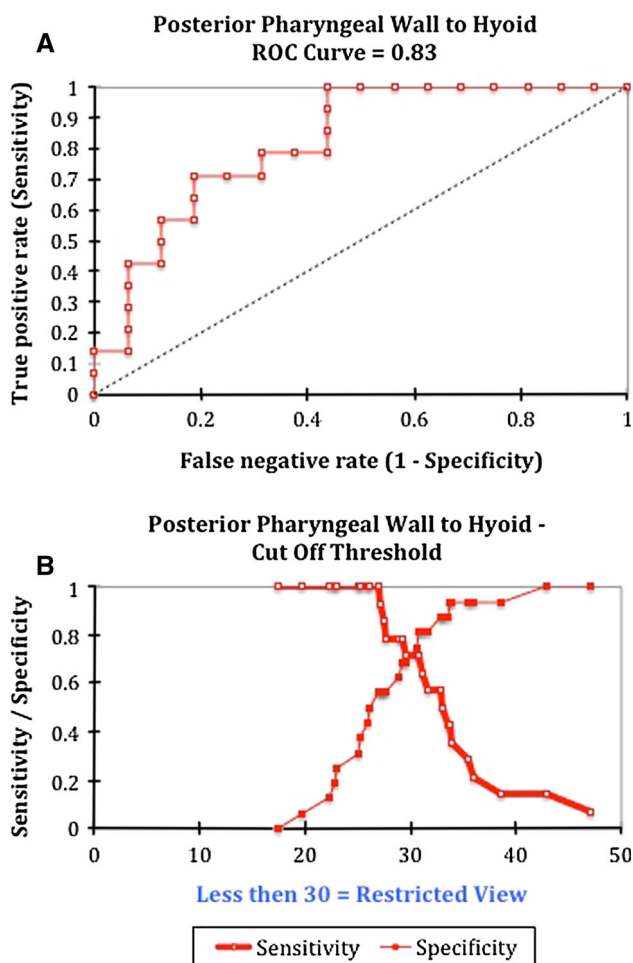 A
Posterior Pharyngeal Wall to Hyoid
ROC Curve = 0.83
True positive rate (Sensitivity)
1
0.9
0.8
0.7
0.6
0.5
0.4
0.3
0.2
0.1
0
0 0.2 0.4 0.6 0.8 1
False negative rate (1 - Specificity)
Posterior Pharyngeal Wall to Hyoid -
Cut Off Threshold
B
Sensitivity / Specificity
1
0.8
0.6
0.4
0.2
0
0 10 20 30 40 50
Less then 30 = Restricted View
Sensitivity Specificity